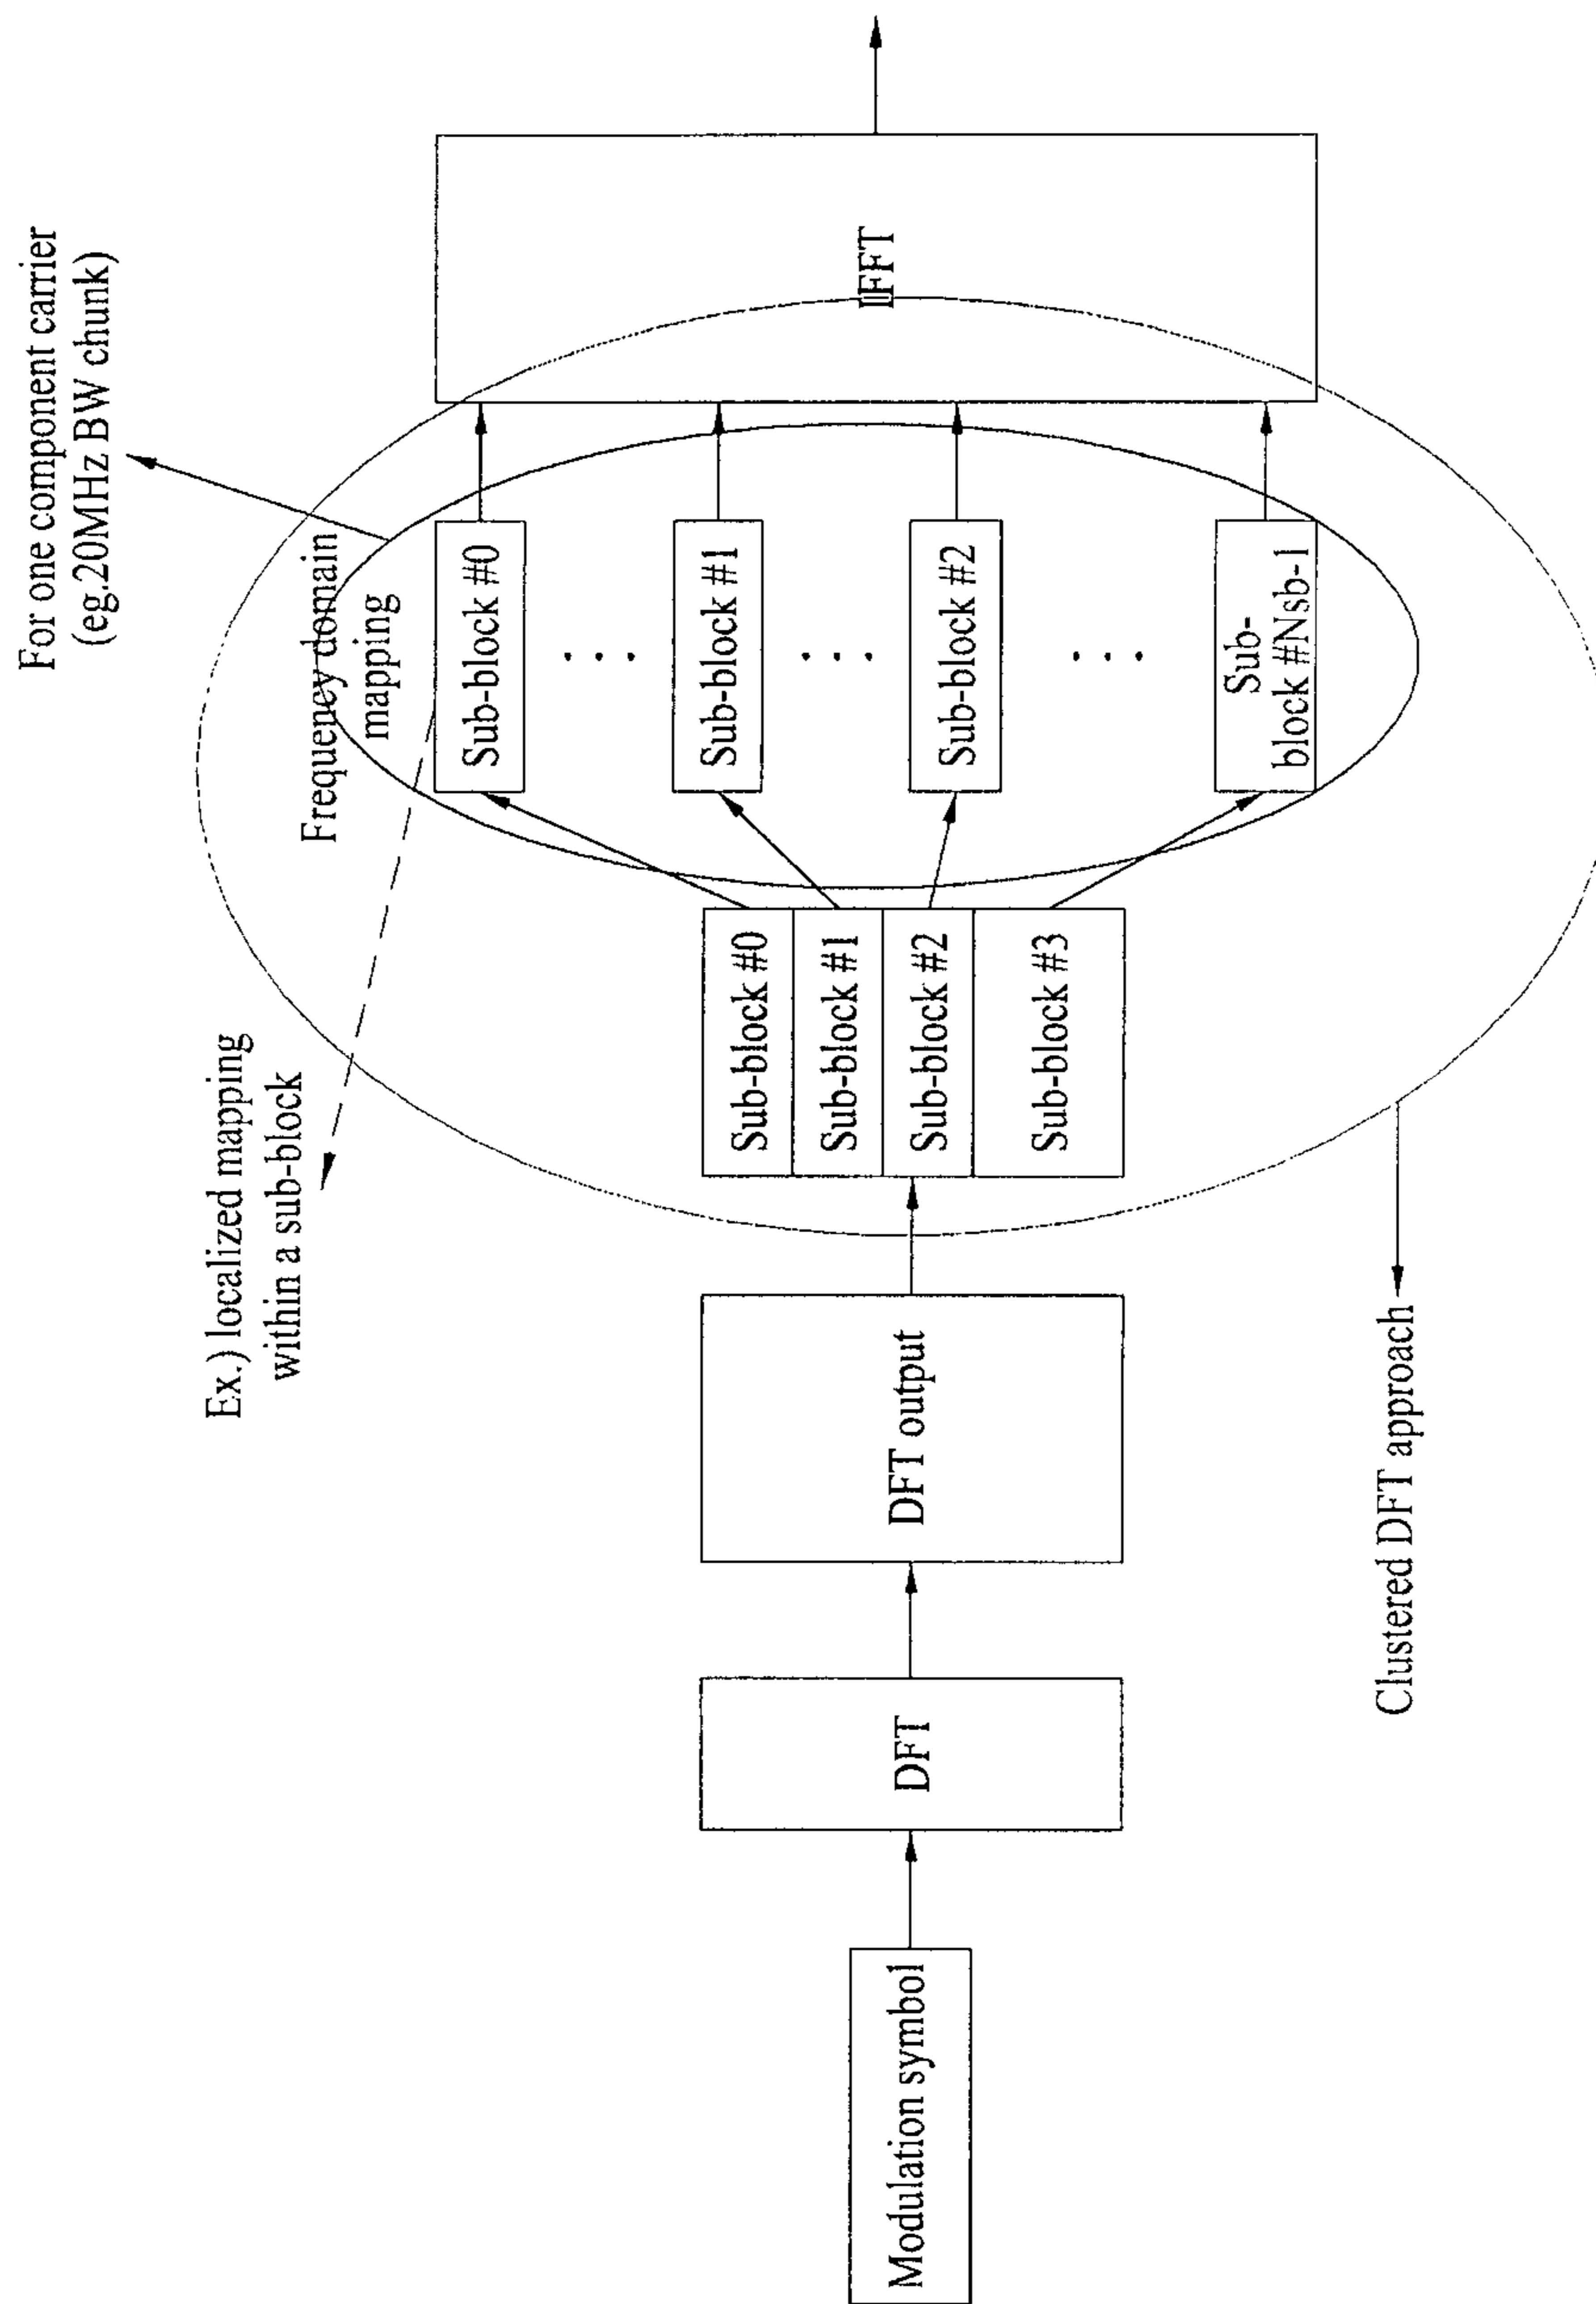 Modulation symbol
DFT
DFT output
Sub-block #0
Sub-block #1
Sub-block #2
Sub-block #3
Ex.) localized mapping
within a sub-block
Frequency domain
mapping
Sub-block #0
Sub-block #1
Sub-block #2
Sub-
block #Nsb-1
For one component carrier
(eg.20MHz BW chunk)
IFFT
Clustered DFT approach